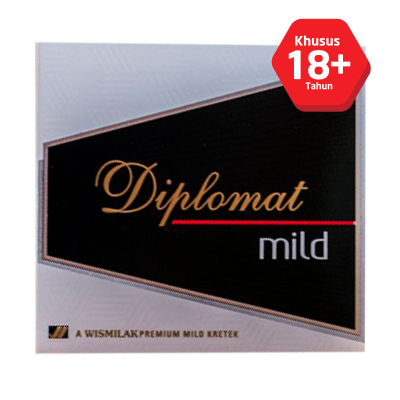 Khusus
18+
Tahun
Diplomat
mild
A WISMILAK PREMIUM MILD KRETEK